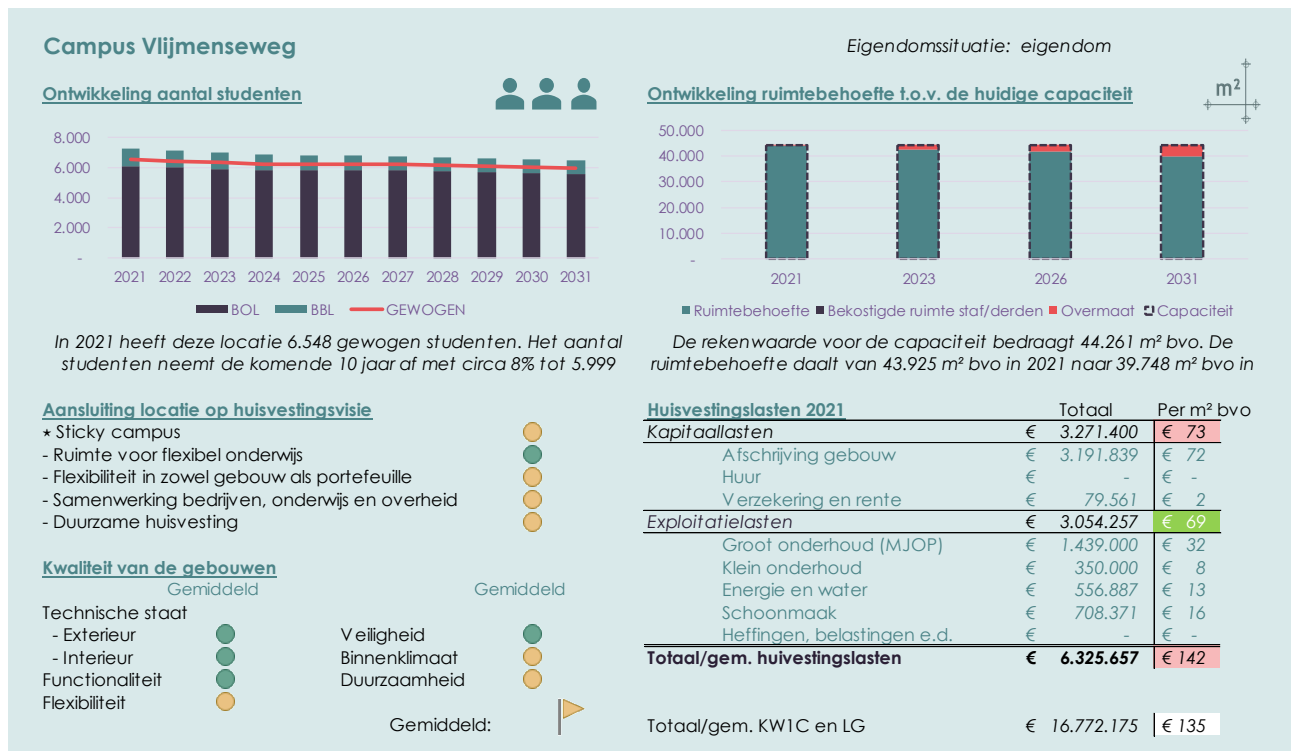 Campus Vlijmenseweg
Eigendomssituatie: eigendom
Ontwikkeling aantal studenten
8.000
6.000
4.000
2.000
-
2021 2022 2023 2024 2025 2026 2027 2028 2029 2030 2031
BOL BBL GEWOGEN
In 2021 heeft deze locatie 6.548 gewogen studenten. Het aantal
studenten neemt de komende 10 jaar af met circa 8% tot 5.999
Ontwikkeling ruimtebehoefte t.o.v. de huidige capaciteit
m²
50.000
40.000
30.000
20.000
10.000
-
2021 2023 2026 2031
Ruimtebehoefte Bekostigde ruimte staf/derden Overmaat Capaciteit
De rekenwaarde voor de capaciteit bedraagt 44.261 m² bvo. De
ruimtebehoefte daalt van 43.925 m² bvo in 2021 naar 39.748 m² bvo in
Aansluiting locatie op huisvestingsvisie
* Sticky campus
- Ruimte voor flexibel onderwijs
- Flexibiliteit in zowel gebouw als portefeuille
- Samenwerking bedrijven, onderwijs en overheid
- Duurzame huisvesting
Kwaliteit van de gebouwen
Gemiddeld Gemiddeld
Technische staat
- Exterieur Veiligheid
- Interieur Binnenklimaat
Functionaliteit Duurzaamheid
Flexibiliteit
Gemiddeld:
Huisvestingslasten 2021 Totaal Per m² bvo
Kapitaallasten € 3.271.400 € 73
Afschrijving gebouw € 3.191.839 € 72
Huur € - € -
Verzekering en rente € 79.561 € 2
Exploitatielasten € 3.054.257 € 69
Groot onderhoud (MJOP) € 1.439.000 € 32
Klein onderhoud € 350.000 € 8
Energie en water € 556.887 € 13
Schoonmaak € 708.371 € 16
Heffingen, belastingen e.d. € - € -
Totaal/gem. huivestingslasten € 6.325.657 € 142
Totaal/gem. KW1C en LG € 16.772.175 € 135